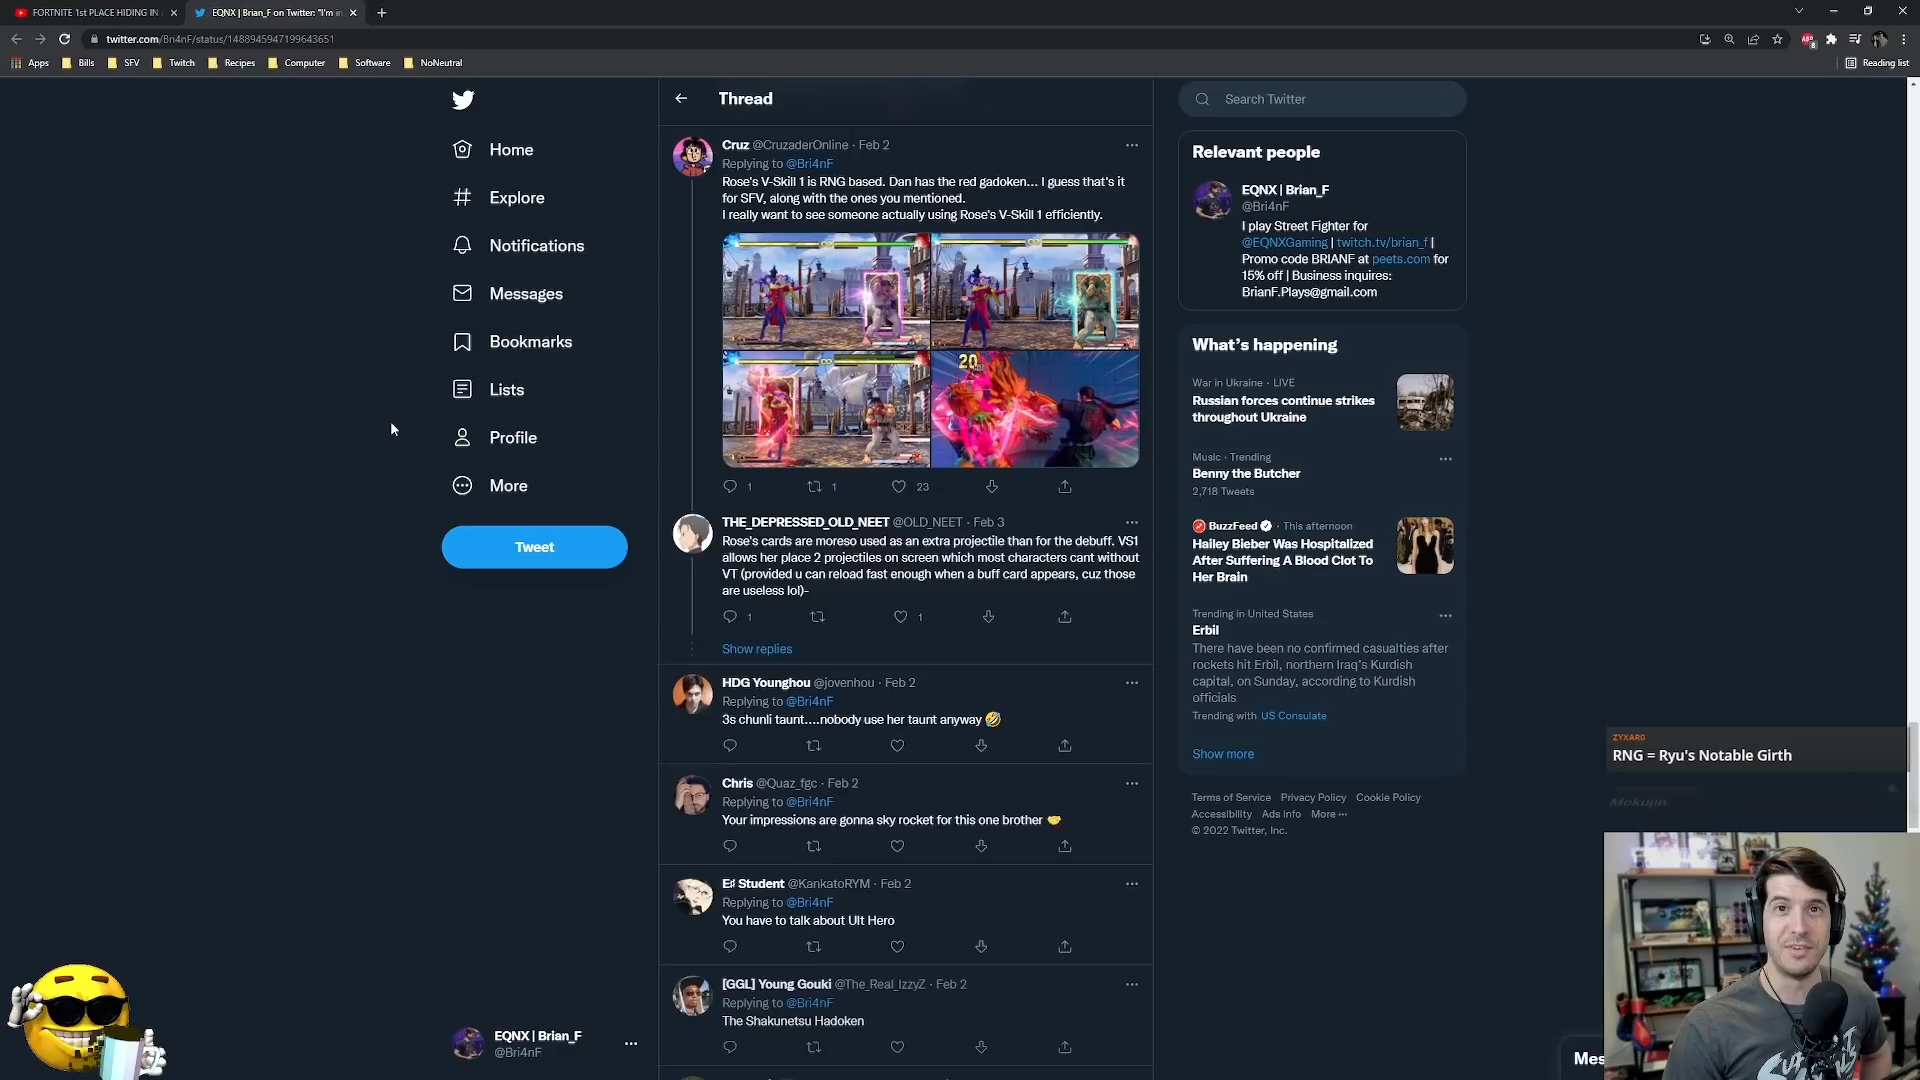 FORTNITE 1st PLACE HIDING IN
EQNX | Brian_F on Twitter: "I'm in
twitter.com/Bri4nF/status/1488945947199643651
8
Apps
Bills
SFV
Twitch
Recipes
Computer
Software
NoNeutral
Reading list
Home
Explore
Notifications
Messages
Bookmarks
Lists
Profile
More
Tweet
EQNX | Brian_F
@Bri4nF
Thread
Cruz @CruzaderOnline · Feb 2
Replying to @Bri4nF
Rose's V-Skill 1 is RNG based. Dan has the red gadoken... I guess that's it
for SFV, along with the ones you mentioned.
I really want to see someone actually using Rose's V-Skill 1 efficiently.
20
1
1
23
THE_DEPRESSED_OLD_NEET @OLD_NEET · Feb 3
Rose's cards are moreso used as an extra projectile than for the debuff. VS1
allows her place 2 projectiles on screen which most characters cant without
VT (provided u can reload fast enough when a buff card appears, cuz those
are useless lol)-
1
1
Show replies
HDG Younghou @jovenhou · Feb 2
Replying to @Bri4nF
3s chunli taunt....nobody use her taunt anyway 🤣
Chris @Quaz_fgc · Feb 2
Replying to @Bri4nF
Your impressions are gonna sky rocket for this one brother 🤝
E♯ Student @KankatoRYM · Feb 2
Replying to @Bri4nF
You have to talk about Ult Hero
[GGL] Young Gouki @The_Real_IzzyZ · Feb 2
Replying to @Bri4nF
The Shakunetsu Hadoken
Search Twitter
Relevant people
EQNX | Brian_F
@Bri4nF
I play Street Fighter for
@EQNXGaming | twitch.tv/brian_f |
Promo code BRIANF at peets.com for
15% off | Business inquires:
BrianF.Plays@gmail.com
What's happening
War in Ukraine · LIVE
Russian forces continue strikes
throughout Ukraine
Music · Trending
Benny the Butcher
2,718 Tweets
BuzzFeed · This afternoon
Hailey Bieber Was Hospitalized
After Suffering A Blood Clot To
Her Brain
Trending in United States
Erbil
There have been no confirmed casualties after
rockets hit Erbil, northern Iraq's Kurdish
capital, on Sunday, according to Kurdish
officials
Trending with US Consulate
Show more
Terms of Service Privacy Policy Cookie Policy
Accessibility Ads info More ···
© 2022 Twitter, Inc.
ZYXARO
RNG = Ryu's Notable Girth
Mokujin
Mes